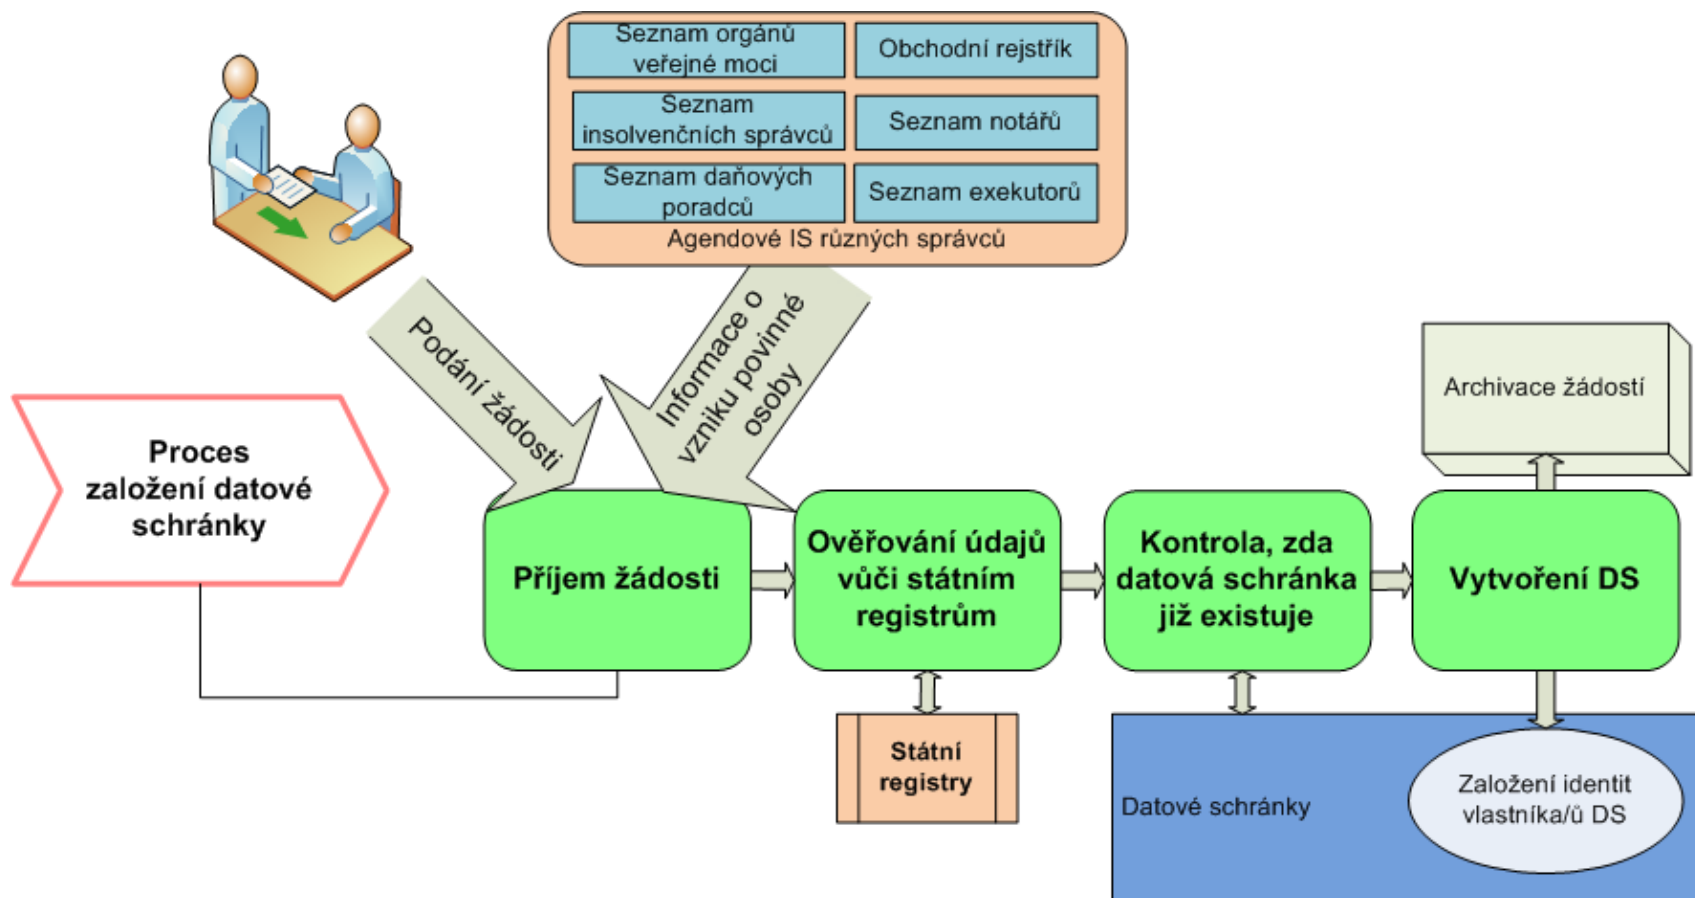 Seznam orgánů
veřejné moci
Obchodní rejstřík
Seznam
insolvenčních správců
Seznam notářů
Seznam daňových
poradců
Seznam exekutorů
Agendové IS různých správců
Podání žádosti
Informace o
vzniku povinné
osoby
Archivace žádostí
Proces
založení datové
schránky
Příjem žádosti
Ověřování údajů
vůči státním
registrům
Kontrola, zda
datová schránka
již existuje
Vytvoření DS
Státní
registry
Datové schránky
Založení identit
vlastníka/ů DS